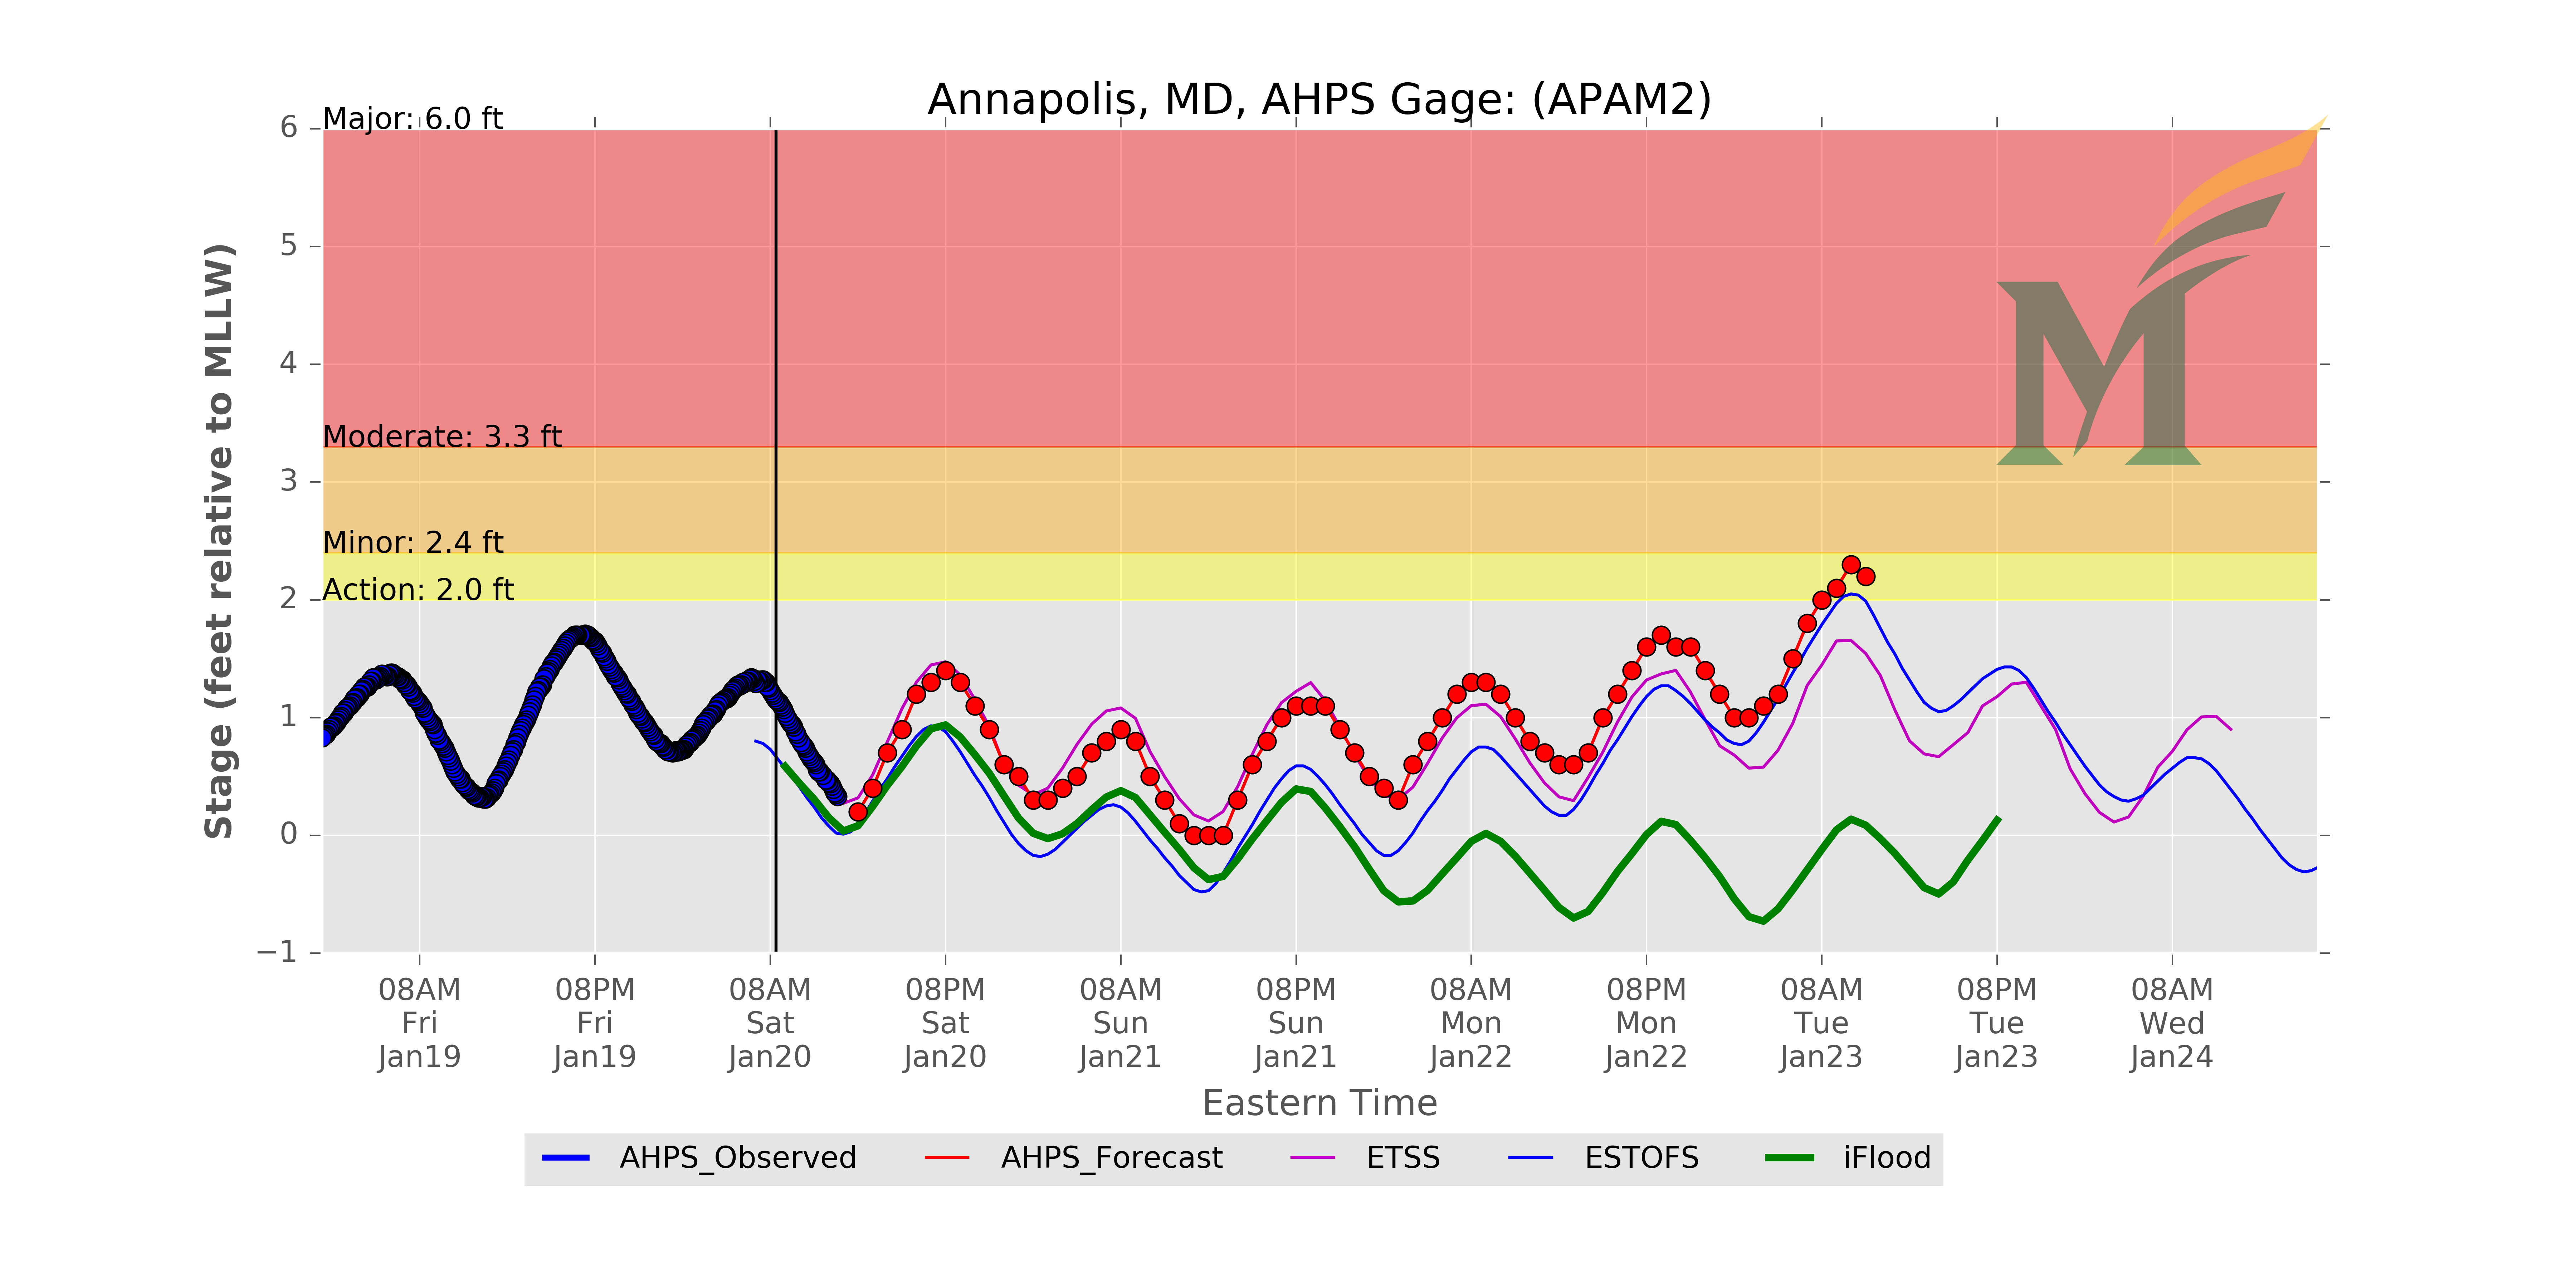 Annapolis, MD, AHPS Gage: (APAM2)
Major: 6.0 ft
Moderate: 3.3 ft
Minor: 2.4 ft
Action: 2.0 ft
Stage (feet relative to MLLW)
6
5
4
3
2
1
0
−1
08AM Fri Jan19
08PM Fri Jan19
08AM Sat Jan20
08PM Sat Jan20
08AM Sun Jan21
08PM Sun Jan21
08AM Mon Jan22
08PM Mon Jan22
08AM Tue Jan23
08PM Tue Jan23
08AM Wed Jan24
Eastern Time
AHPS_Observed
AHPS_Forecast
ETSS
ESTOFS
iFlood
M